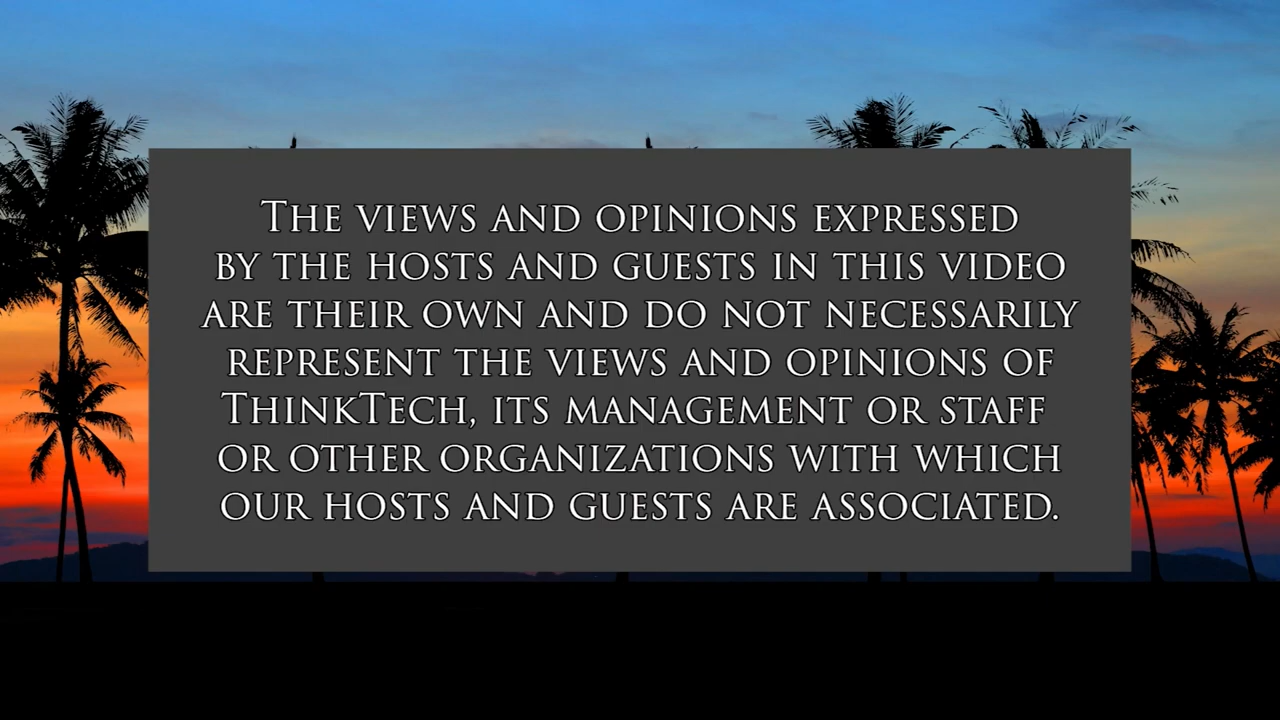 The views and opinions expressed
by the hosts and guests in this video
are their own and do not necessarily
represent the views and opinions of
ThinkTech, its management or staff
or other organizations with which
our hosts and guests are associated.